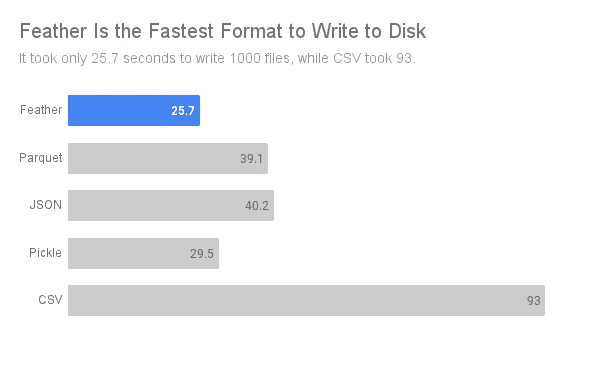 Feather Is the Fastest Format to Write to Disk
It took only 25.7 seconds to write 1000 files, while CSV took 93.
Feather 25.7
Parquet 39.1
JSON 40.2
Pickle 29.5
CSV 93